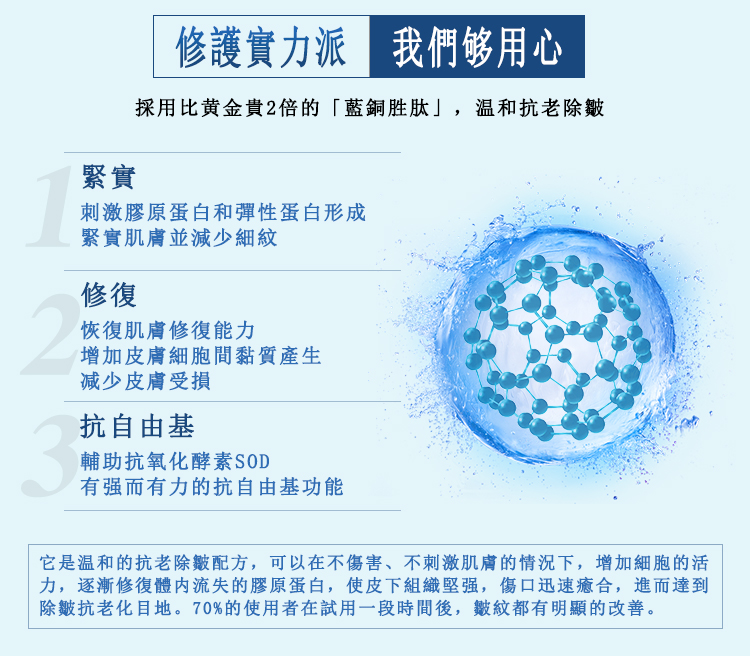 修護實力派 我們够用心
採用比黃金貴2倍的「藍銅胜肽」，温和抗老除皺
1 緊實
刺激膠原蛋白和彈性蛋白形成
緊實肌膚並減少細紋
2 修復
恢復肌膚修復能力
增加皮膚細胞間黏質產生
减少皮膚受損
3 抗自由基
輔助抗氧化酵素SOD
有强而有力的抗自由基功能
它是温和的抗老除皺配方，可以在不傷害、不刺激肌膚的情況下，增加細胞的活
力，逐漸修復體内流失的膠原蛋白，使皮下組織堅强，傷口迅速癒合，進而達到
除皺抗老化目地。70%的使用者在試用一段時間後，皺紋都有明顯的改善。